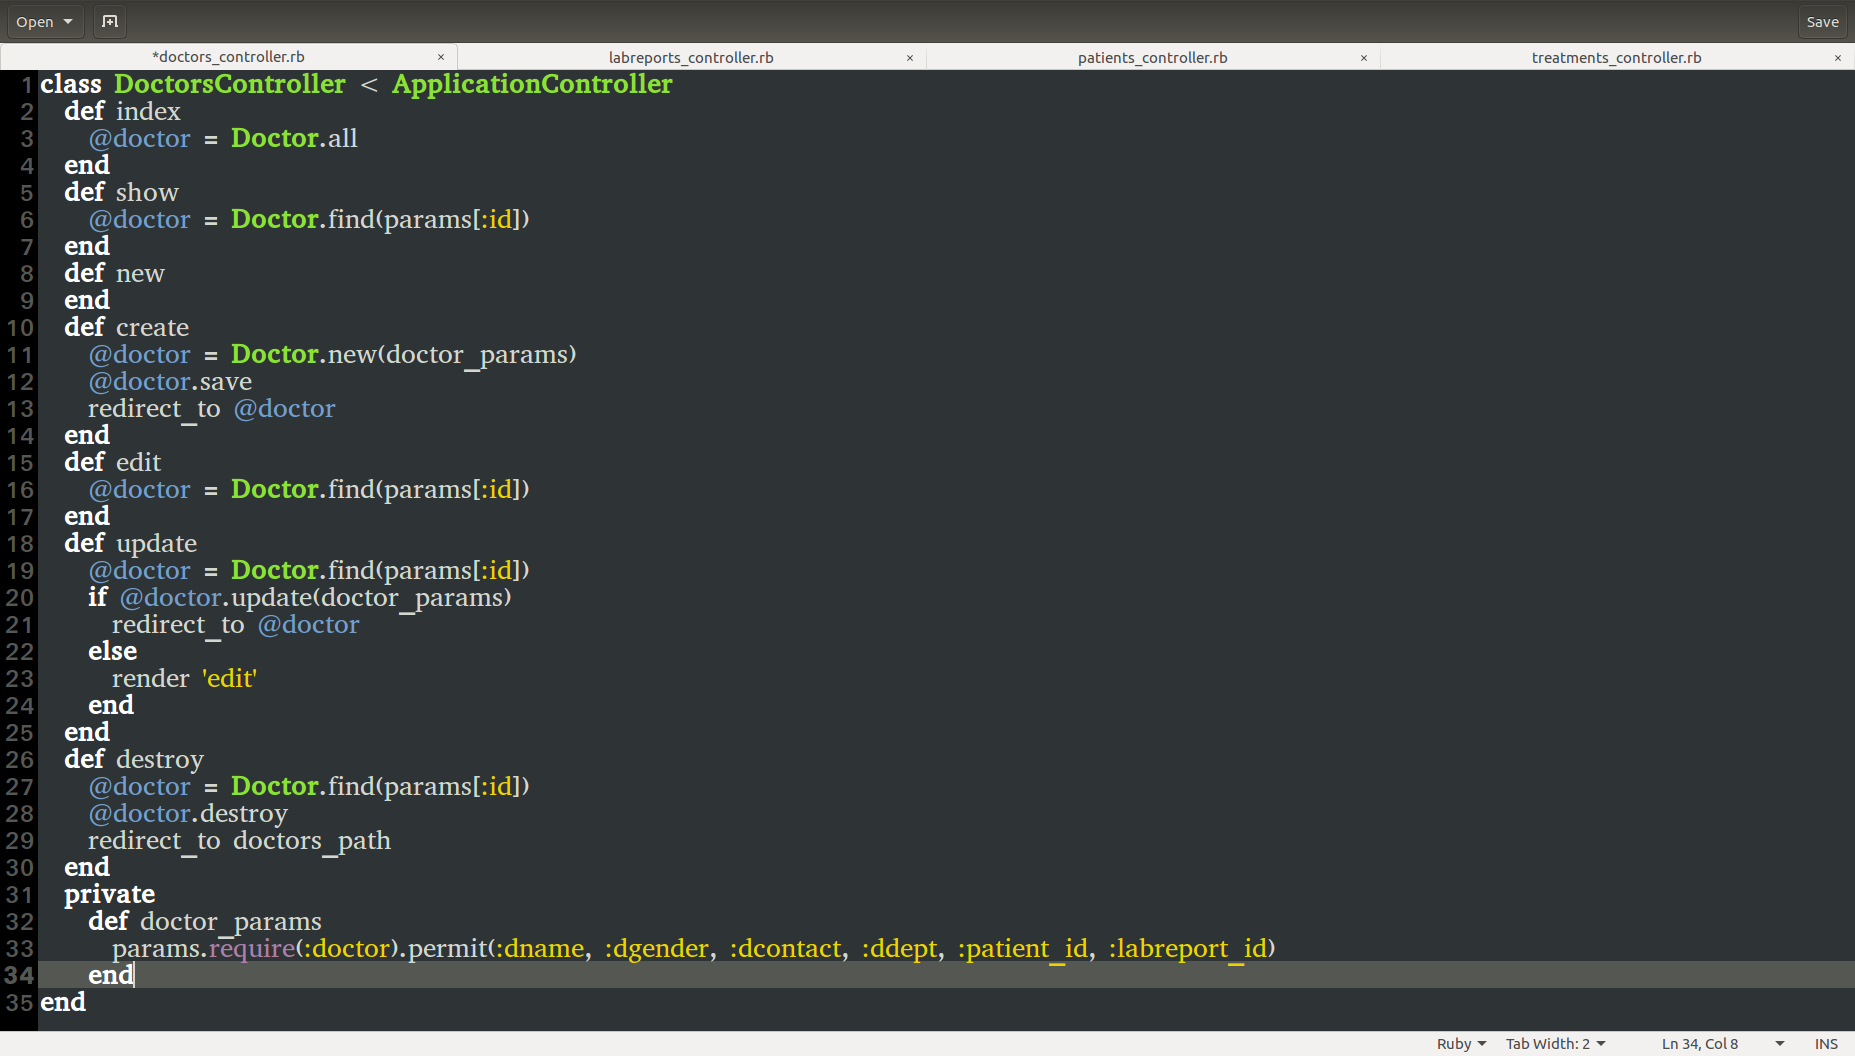 Open Save
*doctors_controller.rb × labreports_controller.rb × patients_controller.rb × treatments_controller.rb ×
1 class DoctorsController < ApplicationController
2   def index
3     @doctor = Doctor.all
4   end
5   def show
6     @doctor = Doctor.find(params[:id])
7   end
8   def new
9   end
10   def create
11     @doctor = Doctor.new(doctor_params)
12     @doctor.save
13     redirect_to @doctor
14   end
15   def edit
16     @doctor = Doctor.find(params[:id])
17   end
18   def update
19     @doctor = Doctor.find(params[:id])
20     if @doctor.update(doctor_params)
21       redirect_to @doctor
22     else
23       render 'edit'
24     end
25   end
26   def destroy
27     @doctor = Doctor.find(params[:id])
28     @doctor.destroy
29     redirect_to doctors_path
30   end
31   private
32     def doctor_params
33       params.require(:doctor).permit(:dname, :dgender, :dcontact, :ddept, :patient_id, :labreport_id)
34     end
35 end
Ruby Tab Width: 2 Ln 34, Col 8 INS